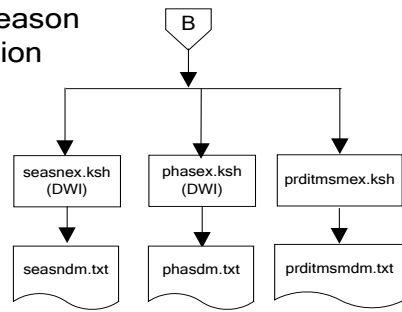 eason
ion
B
seasnex.ksh
(DWI)
phasex.ksh
(DWI)
prditmsmex.ksh
seasndm.txt
phasdm.txt
prditmsmdm.txt